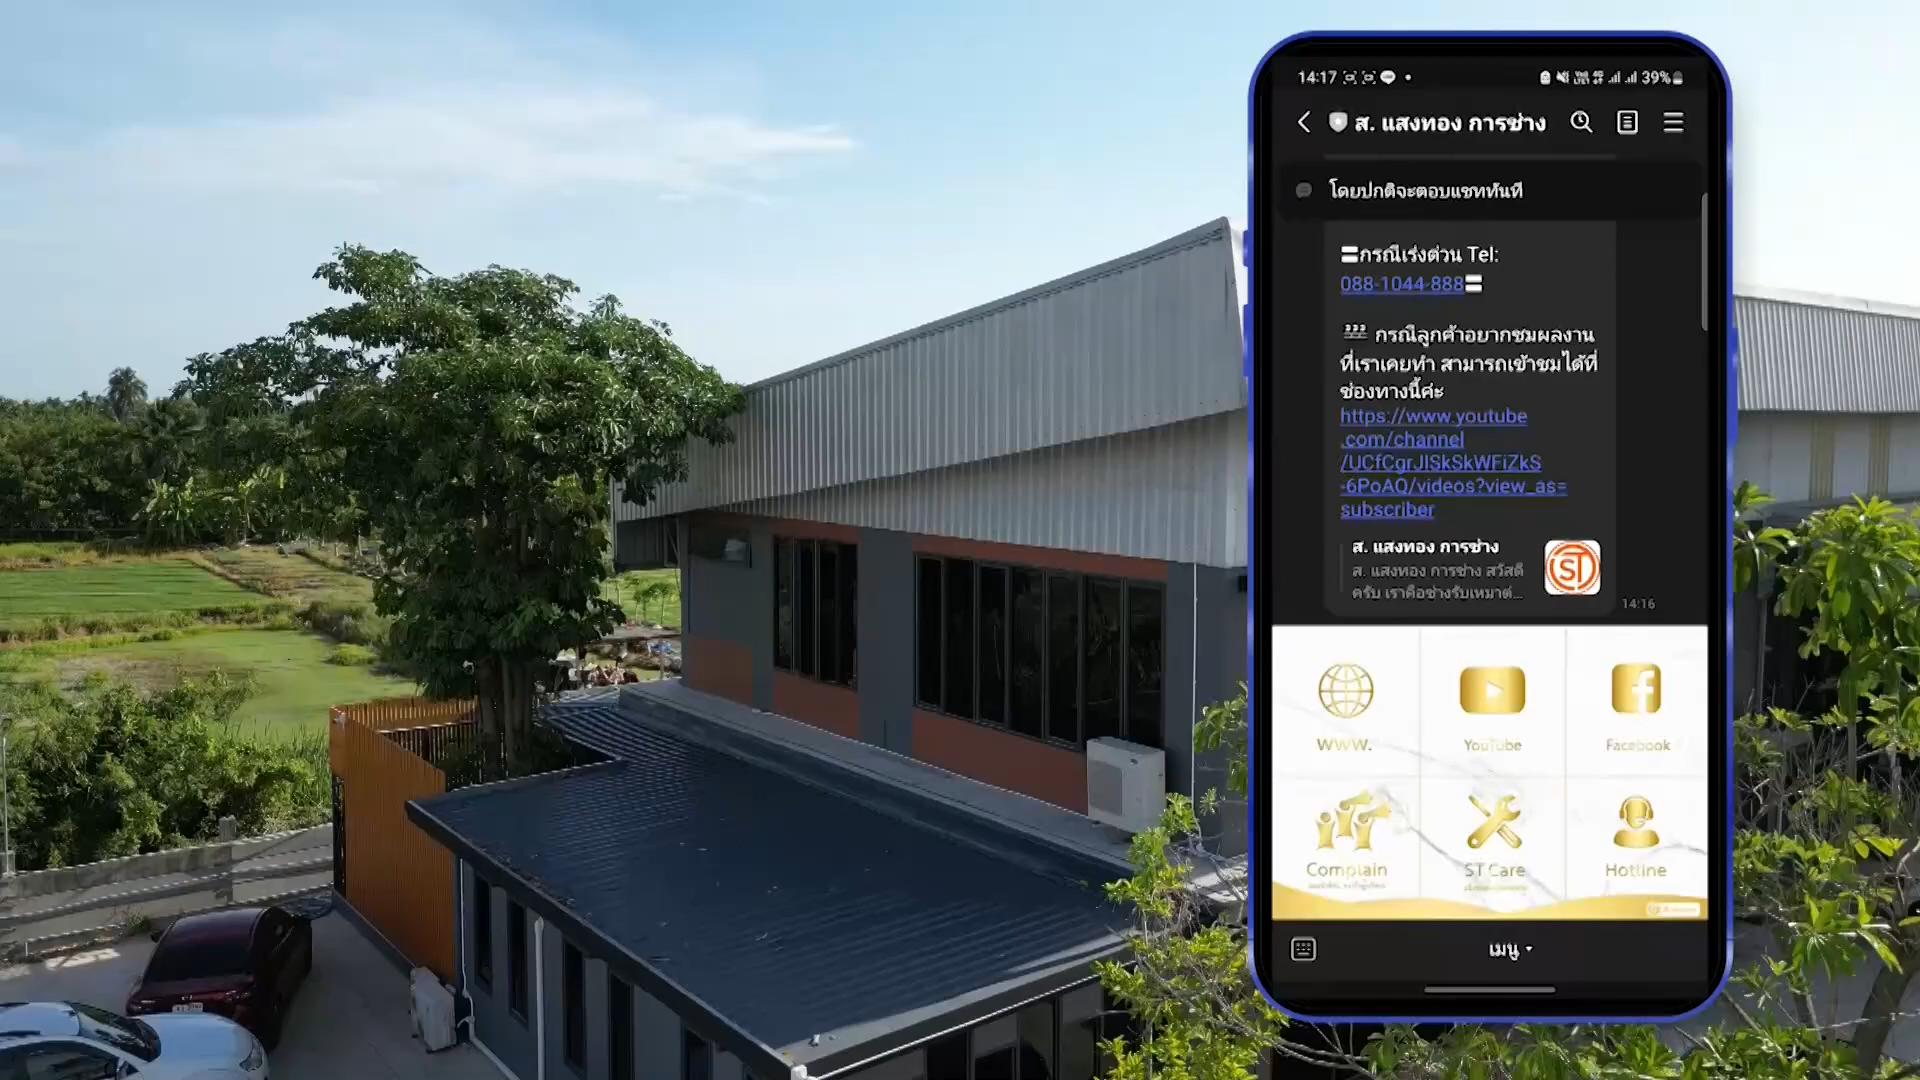 14:17
39%
ส. แสงทอง การช่าง
โดยปกติจะตอบแชททันที
กรณีเร่งด่วน Tel:
088-1044-888
กรณีลูกค้าอยากชมผลงาน
ที่เราเคยทำ สามารถเข้าชมได้ที่
ช่องทางนี้ค่ะ
https://www.youtube
.com/channel
/UCfCgrJISkSkWFiZkS
-6PoAQ/videos?view_as=
subscriber
ส. แสงทอง การช่าง
ส. แสงทอง การช่าง สวัสดี
ครับ เราคือช่างรับเหมาต่...
ST
14:16
WWW.
YouTube
Facebook
Complain
ST Care
Hotline
เมนู